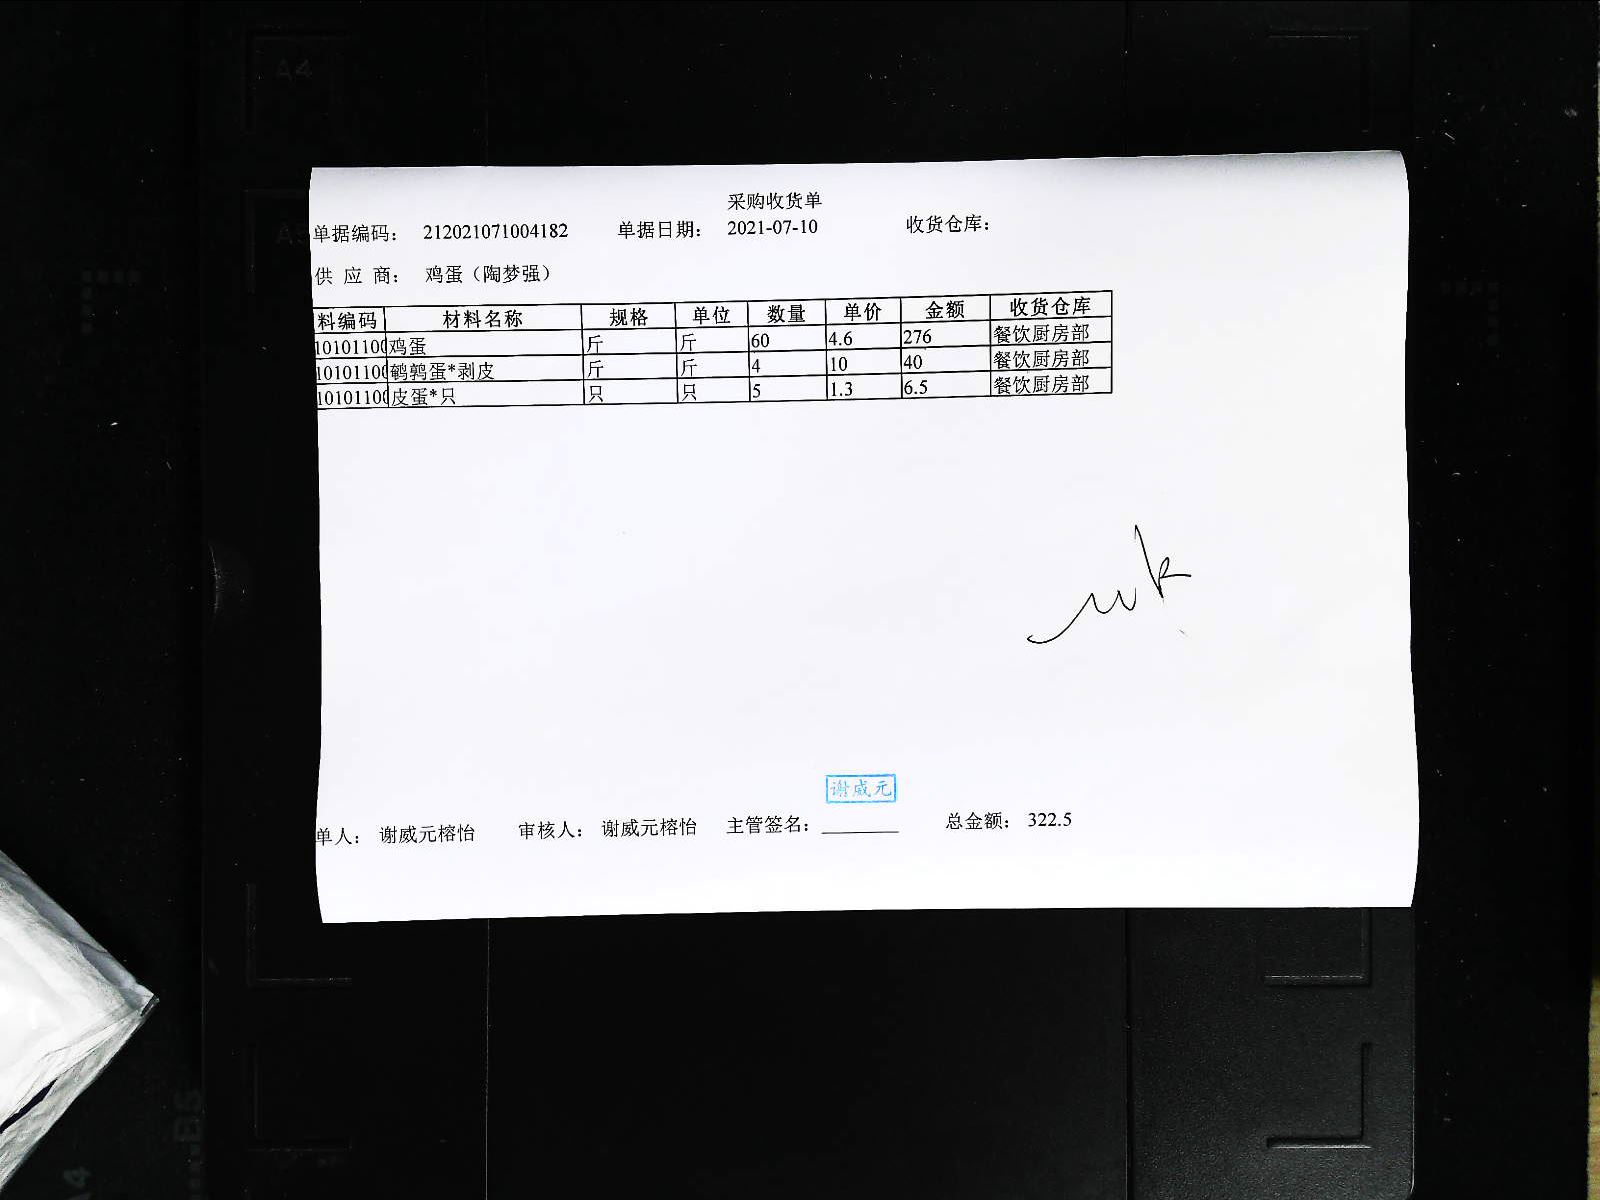 采购收货单
单据编码： 212021071004182 单据日期： 2021-07-10 收货仓库：
供 应 商： 鸡蛋（陶梦强）
料编码 材料名称 规格 单位 数量 单价 金额 收货仓库
10101100 鸡蛋 斤 斤 60 4.6 276 餐饮厨房部
10101100 鹌鹑蛋*剥皮 斤 斤 4 10 40 餐饮厨房部
10101100 皮蛋*只 只 只 5 1.3 6.5 餐饮厨房部
谢威元
单人： 谢威元榕怡 审核人： 谢威元榕怡 主管签名： 总金额： 322.5
A4
B5
A4